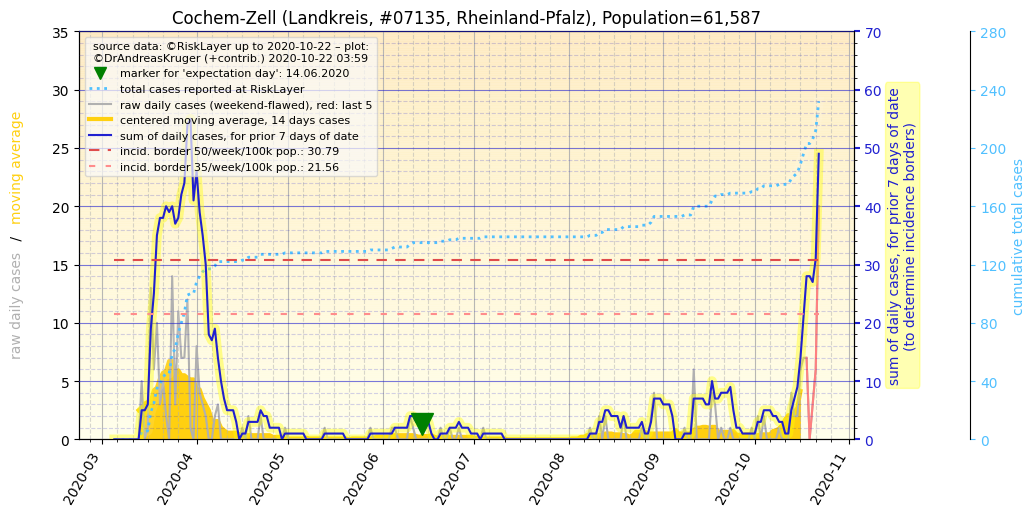 Cochem-Zell (Landkreis, #07135, Rheinland-Pfalz), Population=61,587
source data: ©RiskLayer up to 2020-10-22 – plot:
©DrAndreasKruger (+contrib.) 2020-10-22 03:59
marker for 'expectation day': 14.06.2020
total cases reported at RiskLayer
raw daily cases (weekend-flawed), red: last 5
centered moving average, 14 days cases
sum of daily cases, for prior 7 days of date
incid. border 50/week/100k pop.: 30.79
incid. border 35/week/100k pop.: 21.56
raw daily cases / moving average
35
30
25
20
15
10
5
0
70
60
50
40
30
20
10
0
sum of daily cases, for prior 7 days of date
(to determine incidence borders)
280
240
200
160
120
80
40
0
cumulative total cases
2020-03
2020-04
2020-05
2020-06
2020-07
2020-08
2020-09
2020-10
2020-11